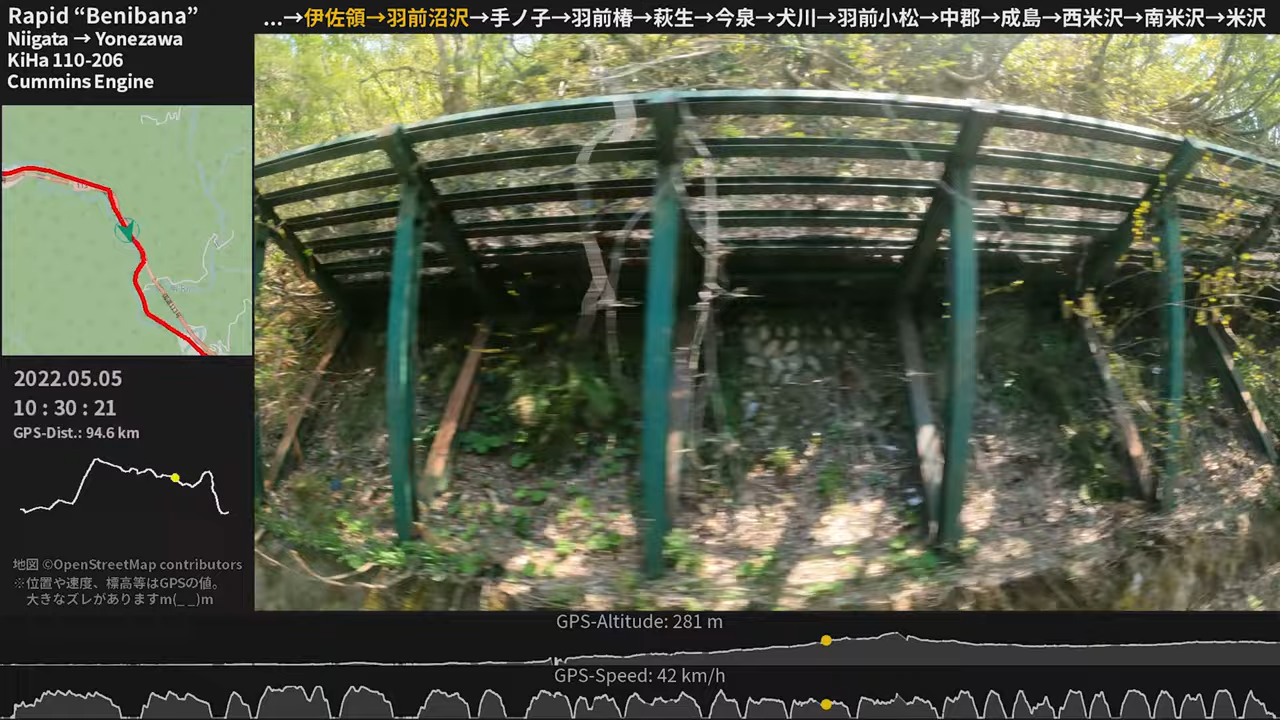 Rapid “Benibana”
Niigata → Yonezawa
KiHa 110-206
Cummins Engine
...→伊佐領→羽前沼沢→手ノ子→羽前椿→萩生→今泉→犬川→羽前小松→中郡→成島→西米沢→南米沢→米沢
2022.05.05
10 : 30 : 21
GPS-Dist.: 94.6 km
地図 ©OpenStreetMap contributors
※位置や速度、標高等はGPSの値。
大きなズレがありますm(_ _)m
GPS-Altitude: 281 m
GPS-Speed: 42 km/h